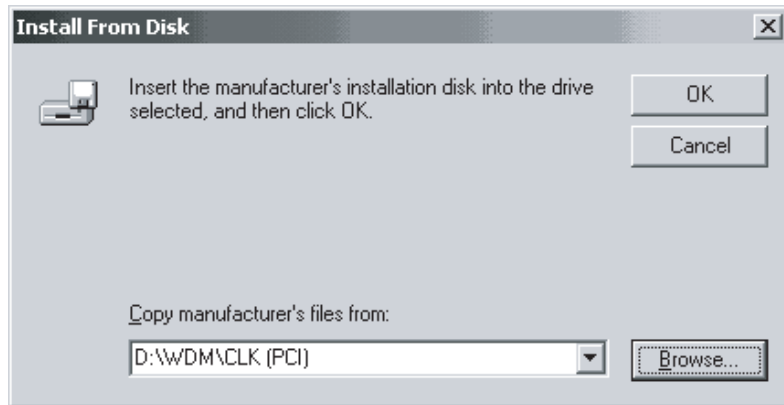 Install From Disk
Insert the manufacturer's installation disk into the drive
selected, and then click OK.
OK
Cancel
Copy manufacturer's files from:
D:\WDM\CLK (PCI)
Browse...